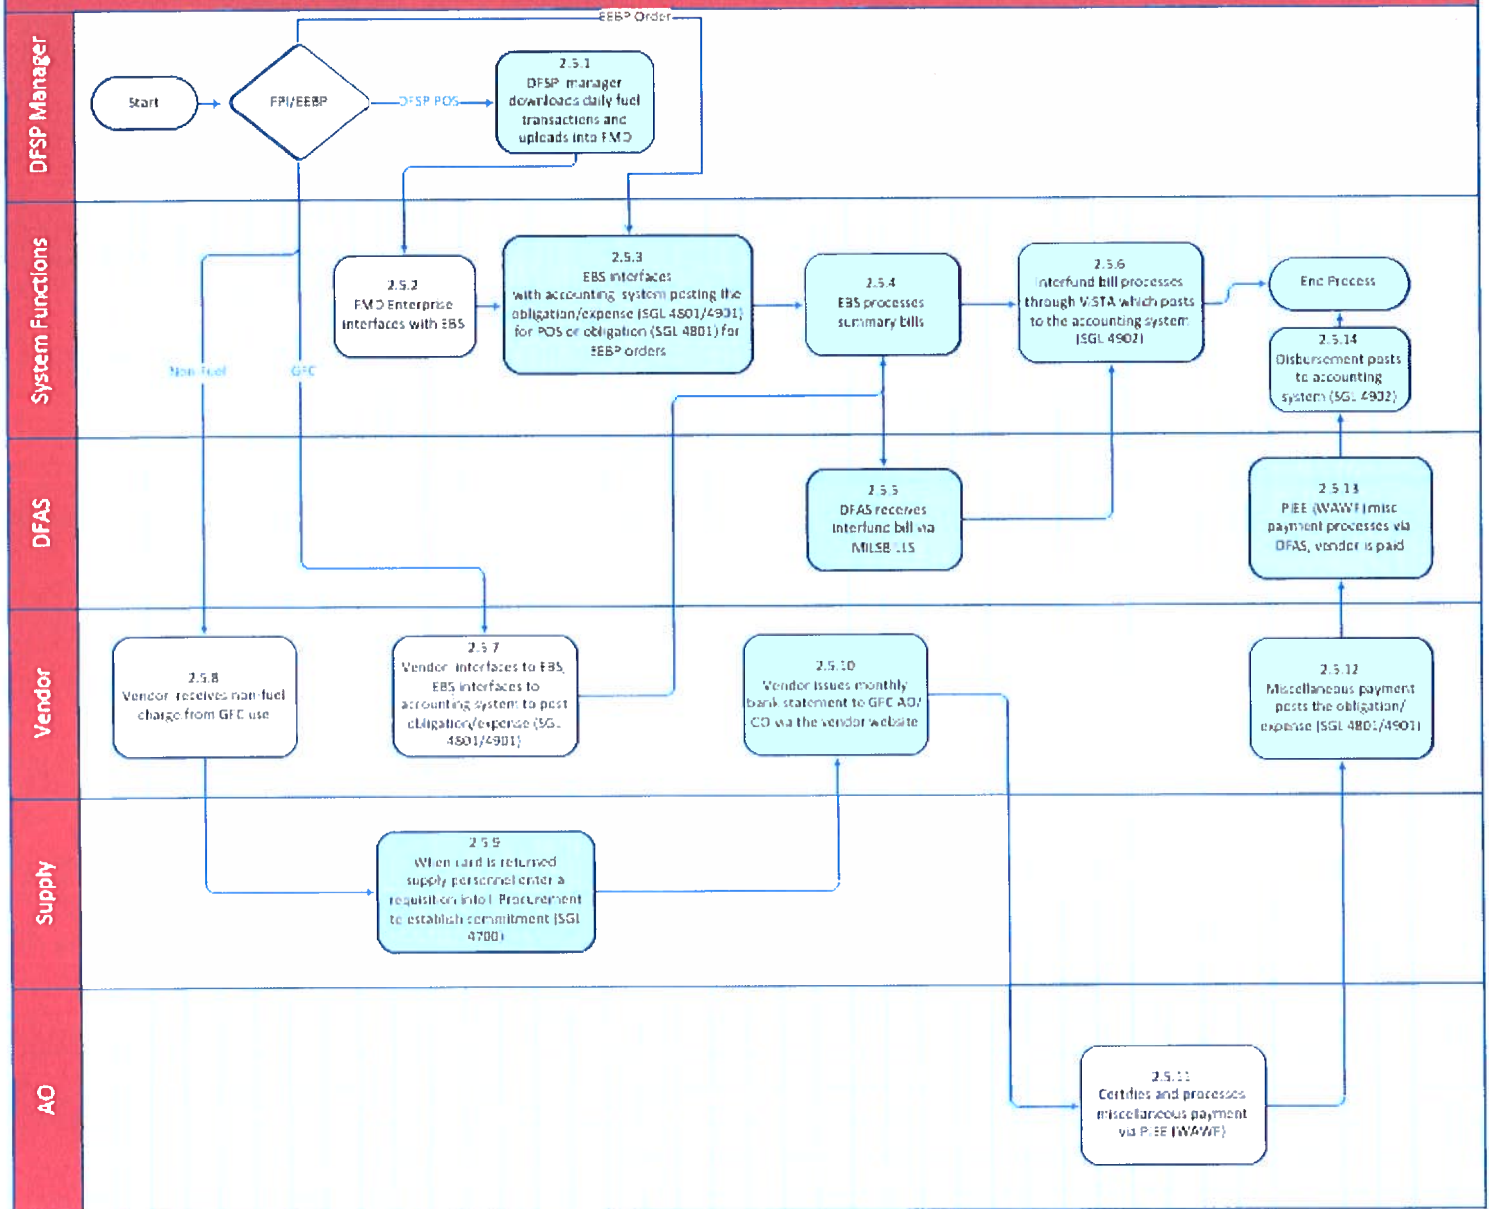 EEBP Order
DFSP Manager
Start
FPI/EEBP
DFSP POS
2.5.1
DFSP manager
downloads daily fuel
transactions and
uploads into FMD
System Functions
2.5.2
FMD Enterprise
interfaces with EBS
2.5.3
EBS interfaces
with accounting system posting the
obligation/expense (SGL 4801/4901)
for POS or obligation (SGL 4801) for
EEBP orders
2.5.4
EBS processes
summary bills
2.5.6
Interfund bill processes
through VISTA which posts
to the accounting system
(SGL 4902)
End Process
2.5.14
Disbursement posts
to accounting
system (SGL 4902)
Non-Fuel
GFC
DFAS
2.5.5
DFAS receives
interfund bill via
MILSBILLS
2.5.13
PIEE (WAWF) misc
payment processes via
DFAS, vendor is paid
Vendor
2.5.8
Vendor receives non-fuel
charge from GFC use
2.5.7
Vendor interfaces to EBS,
EBS interfaces to
accounting system to post
obligation/expense (SGL
4801/4901)
2.5.10
Vendor issues monthly
bank statement to GFC AO/
CO via the vendor website
2.5.12
Miscellaneous payment
posts the obligation/
expense (SGL 4801/4901)
Supply
2.5.9
When card is returned
supply personnel enter a
requisition into Procurement
to establish commitment (SGL
4700)
AO
2.5.11
Certifies and processes
miscellaneous payment
via PIEE (WAWF)